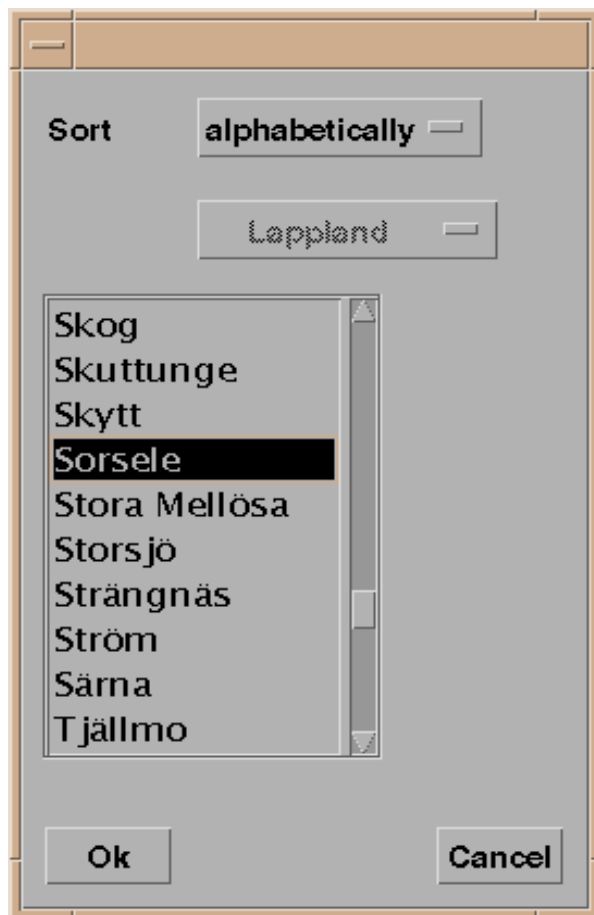 Sort alphabetically
Lappland
Skog
Skuttunge
Skytt
Sorsele
Stora Mellösa
Storsjö
Strängnäs
Ström
Särna
Tjällmo
Ok Cancel